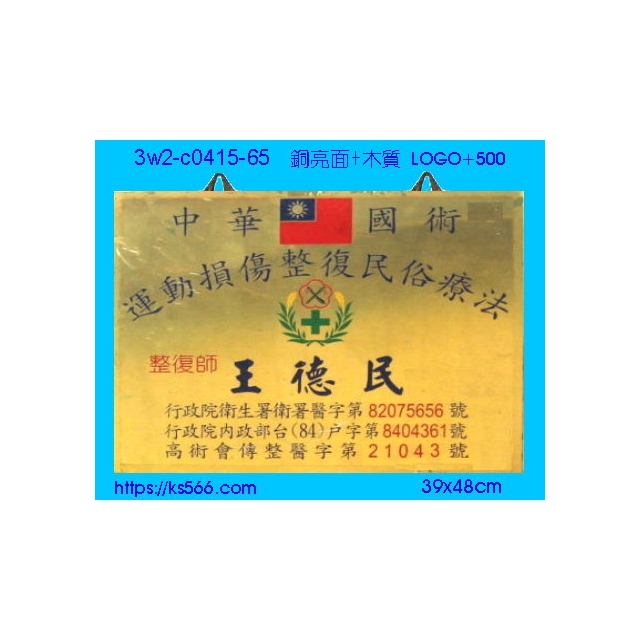 3w2-c0415-65 銅亮面+木質 LOGO+500
中華 國術
運動損傷整復民俗療法
整復師 王德民
行政院衛生署衛署醫字第82075656號
行政院內政部台(84)戶字第8404361號
高術會傳整醫字第21043號
https://ks566.com 39x48cm